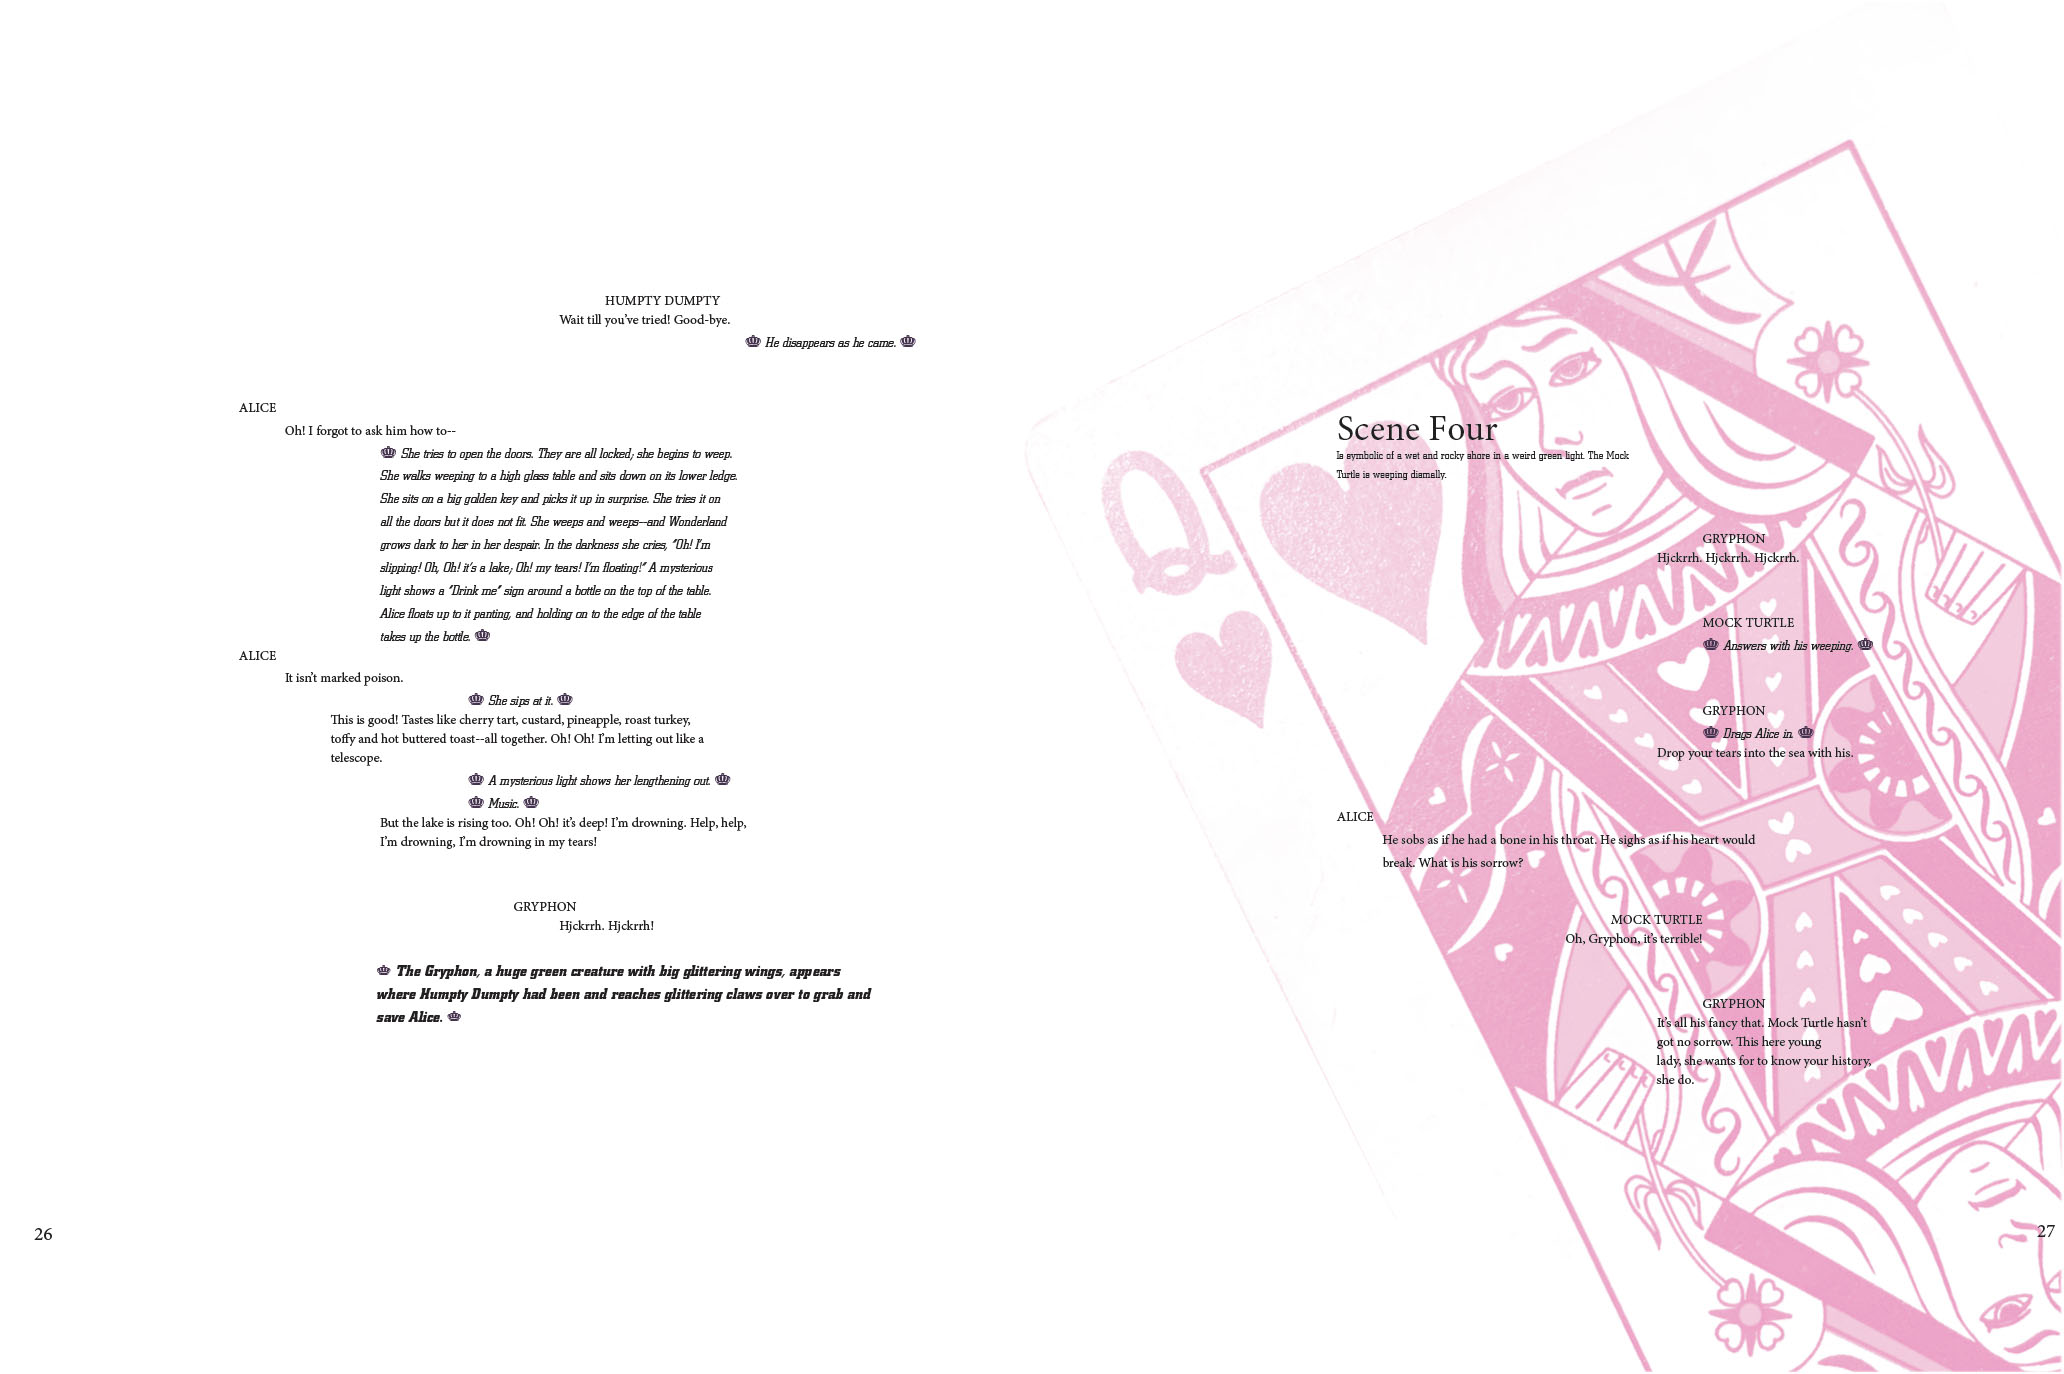 HUMPTY DUMPTY
Wait till you’ve tried! Good-bye.
He disappears as he came.
ALICE
Oh! I forgot to ask him how to--
She tries to open the doors. They are all locked; she begins to weep.
She walks weeping to a high glass table and sits down on its lower ledge.
She sits on a big golden key and picks it up in surprise. She tries it on
all the doors but it does not fit. She weeps and weeps--and Wonderland
grows dark to her in her despair. In the darkness she cries, “Oh! I’m
slipping! Oh, Oh! it’s a lake; Oh! my tears! I’m floating!” A mysterious
light shows a “Drink me” sign around a bottle on the top of the table.
Alice floats up to it panting, and holding on to the edge of the table
takes up the bottle.
ALICE
It isn’t marked poison.
She sips at it.
This is good! Tastes like cherry tart, custard, pineapple, roast turkey,
toffy and hot buttered toast--all together. Oh! Oh! I’m letting out like a
telescope.
A mysterious light shows her lengthening out.
Music.
But the lake is rising too. Oh! Oh! it’s deep! I’m drowning. Help, help,
I’m drowning, I’m drowning in my tears!
GRYPHON
Hjckrrh. Hjckrrh!
The Gryphon, a huge green creature with big glittering wings, appears
where Humpty Dumpty had been and reaches glittering claws over to grab and
save Alice.
26
Q
Scene Four
Is symbolic of a wet and rocky shore in a weird green light. The Mock
Turtle is weeping dismally.
GRYPHON
Hjckrrh. Hjckrrh. Hjckrrh.
MOCK TURTLE
Answers with his weeping.
GRYPHON
Drags Alice in.
Drop your tears into the sea with his.
ALICE
He sobs as if he had a bone in his throat. He sighs as if his heart would
break. What is his sorrow?
MOCK TURTLE
Oh, Gryphon, it’s terrible!
GRYPHON
It’s all his fancy that. Mock Turtle hasn’t
got no sorrow. This here young
lady, she wants for to know your history,
she do.
27